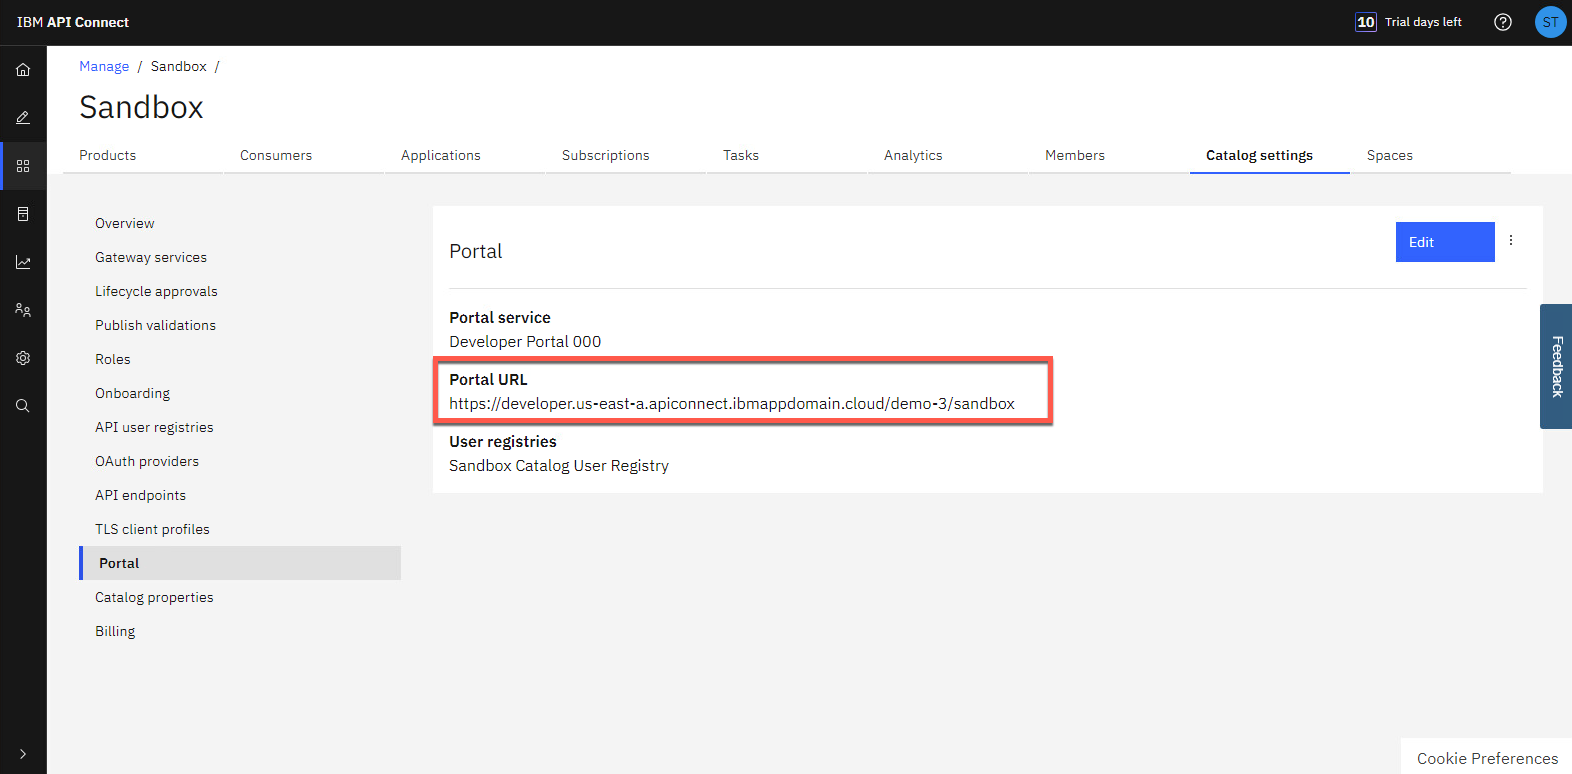 IBM API Connect
10 Trial days left
ST
Manage / Sandbox /
Sandbox
Products Consumers Applications Subscriptions Tasks Analytics Members Catalog settings Spaces
Overview
Gateway services
Lifecycle approvals
Publish validations
Roles
Onboarding
API user registries
OAuth providers
API endpoints
TLS client profiles
Portal
Catalog properties
Billing
Portal
Edit
Portal service
Developer Portal 000
Portal URL
https://developer.us-east-a.apiconnect.ibmappdomain.cloud/demo-3/sandbox
User registries
Sandbox Catalog User Registry
Feedback
Cookie Preferences